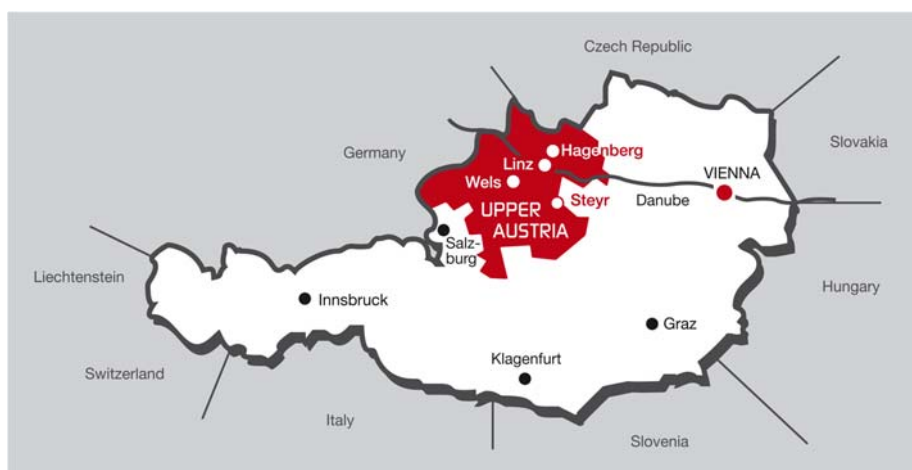 Czech Republic
Germany
Slovakia
Hagenberg
Linz
VIENNA
Wels
Steyr
Danube
UPPER
AUSTRIA
Salz-
burg
Liechtenstein
Innsbruck
Hungary
Graz
Klagenfurt
Switzerland
Italy
Slovenia